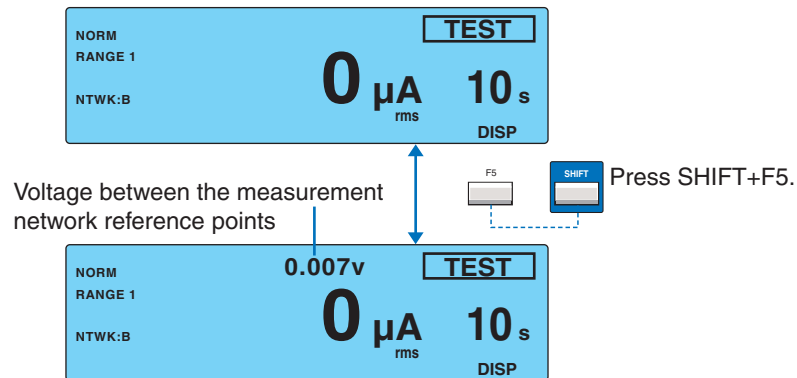 NORM
TEST
RANGE 1
0 µA rms
10 s
NTWK:B
DISP
F5
SHIFT
Press SHIFT+F5.
Voltage between the measurement
network reference points
NORM
0.007v
TEST
RANGE 1
0 µA rms
10 s
NTWK:B
DISP